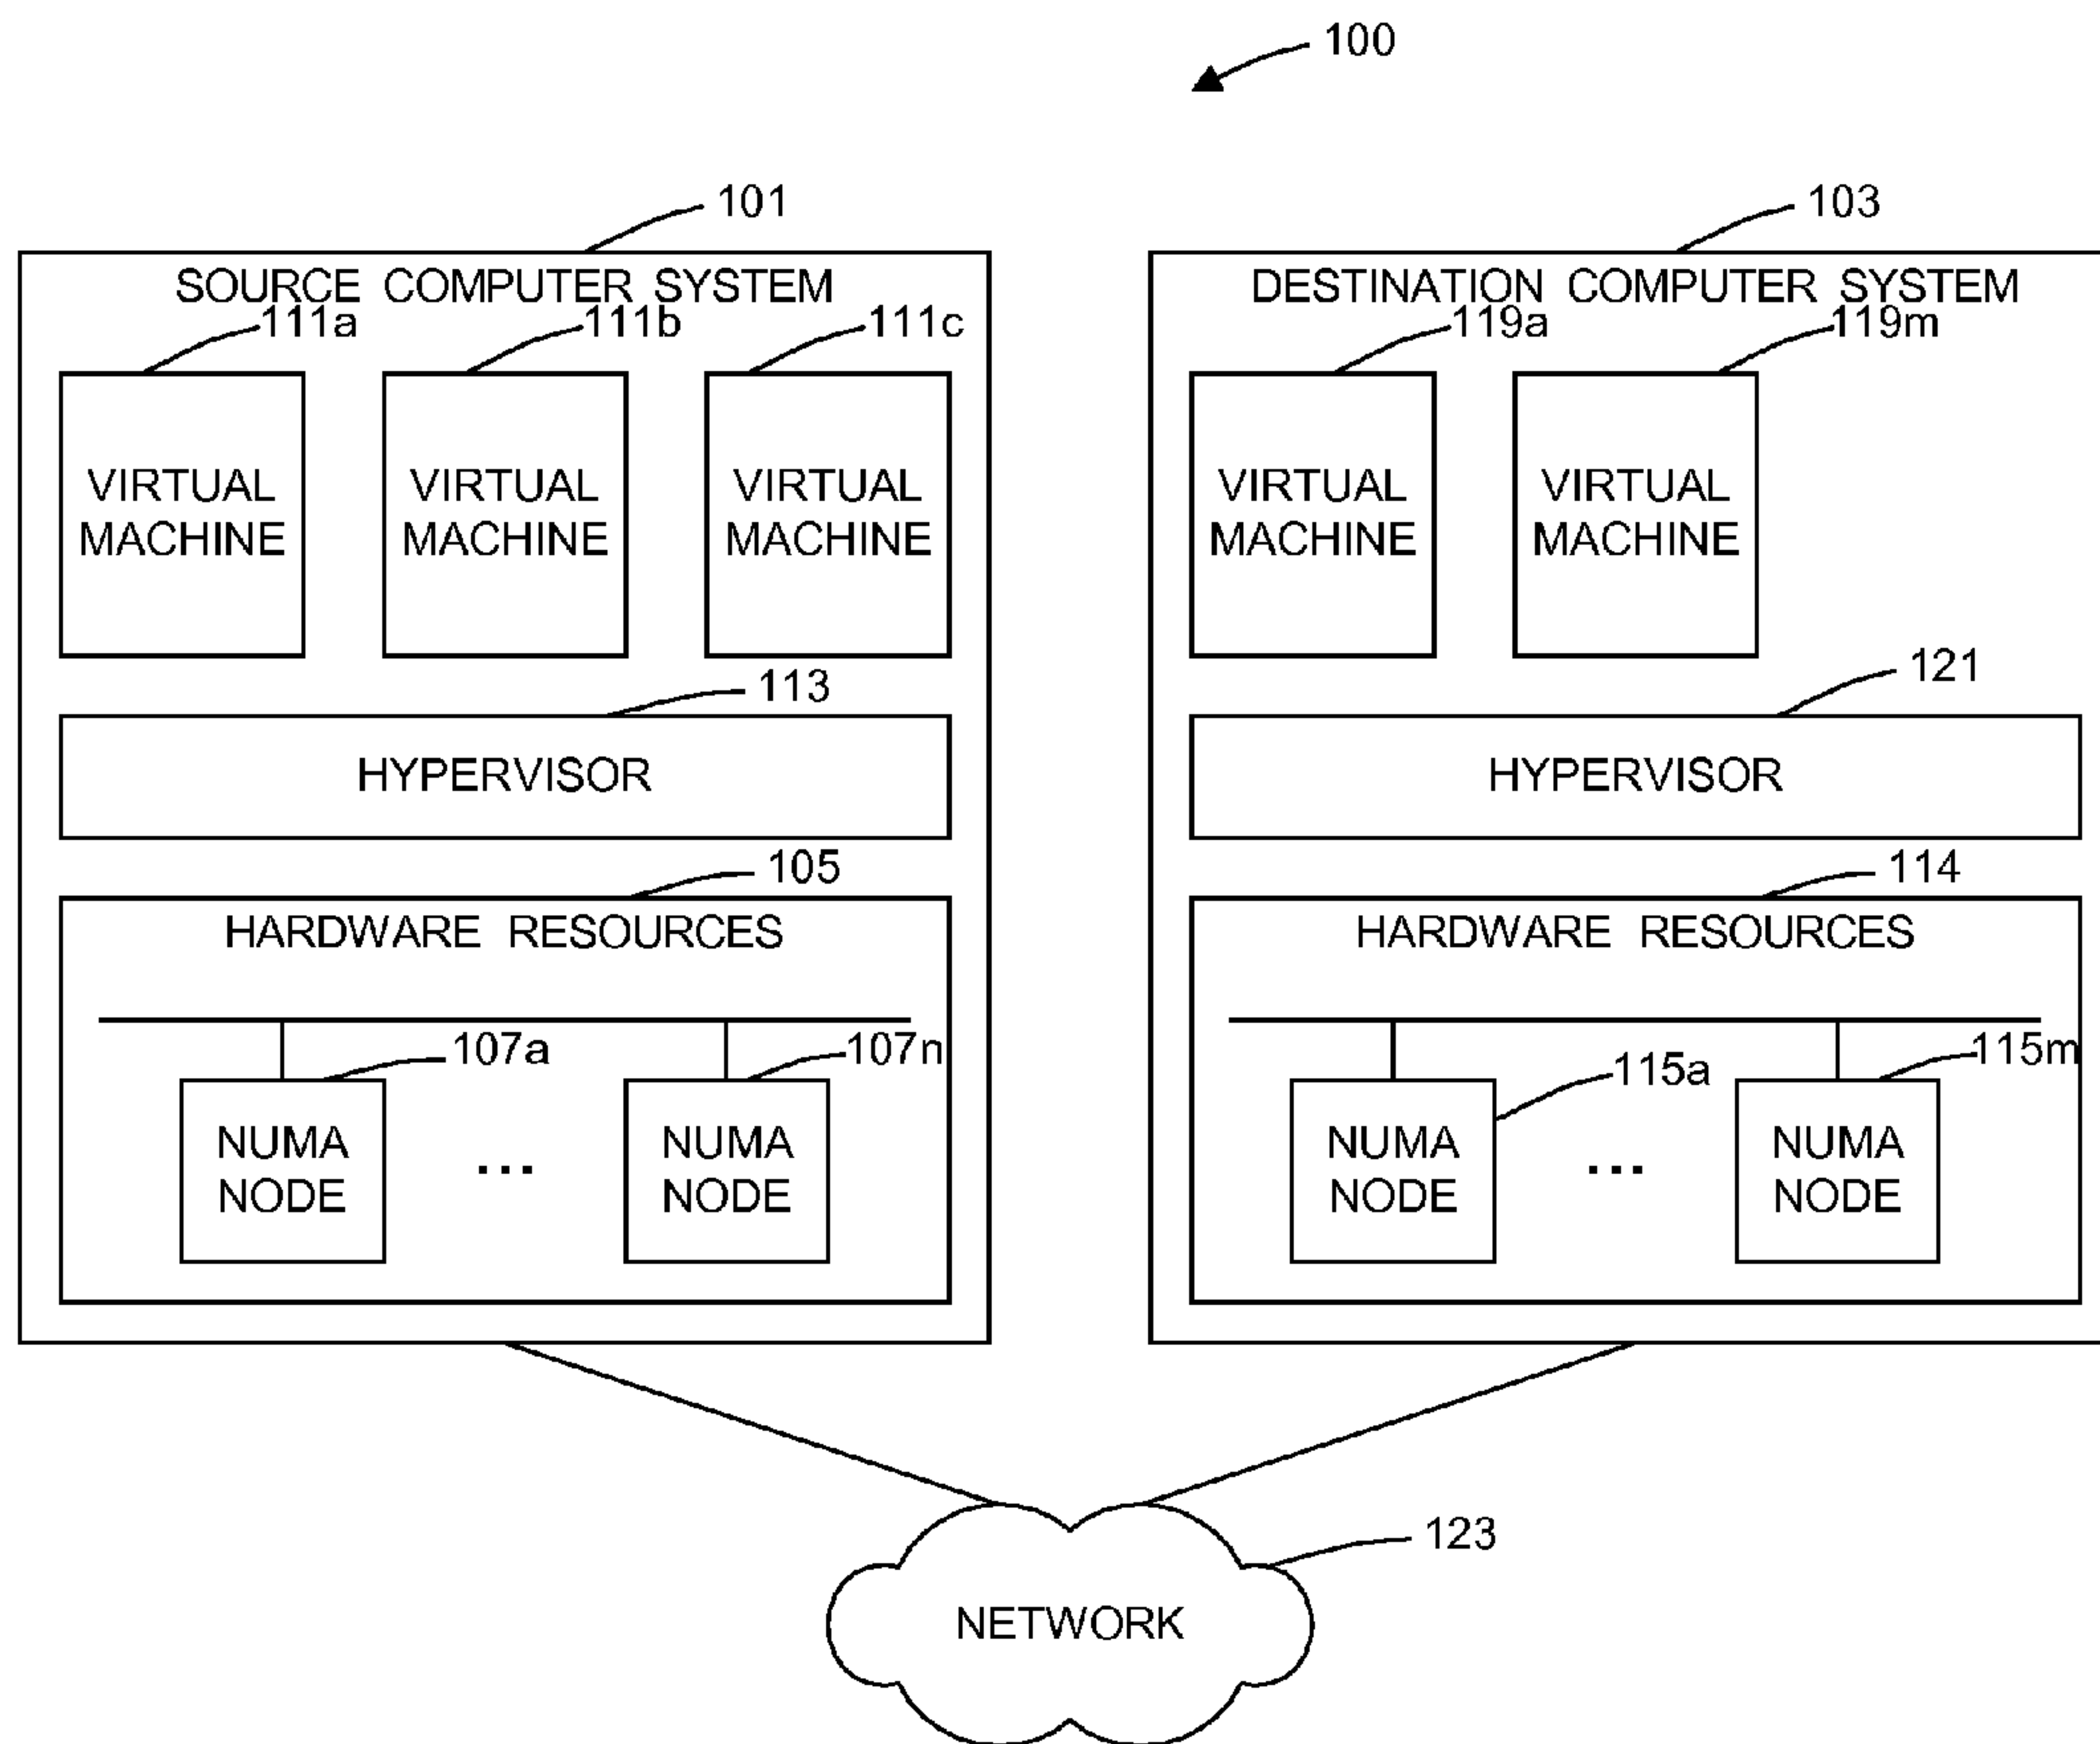 100
101
103
SOURCE COMPUTER SYSTEM
DESTINATION COMPUTER SYSTEM
111a
111b
111c
119a
119m
VIRTUAL
MACHINE
VIRTUAL
MACHINE
VIRTUAL
MACHINE
VIRTUAL
MACHINE
VIRTUAL
MACHINE
113
121
HYPERVISOR
HYPERVISOR
105
114
HARDWARE RESOURCES
HARDWARE RESOURCES
107a
107n
115a
115m
NUMA
NODE
...
NUMA
NODE
NUMA
NODE
...
NUMA
NODE
123
NETWORK